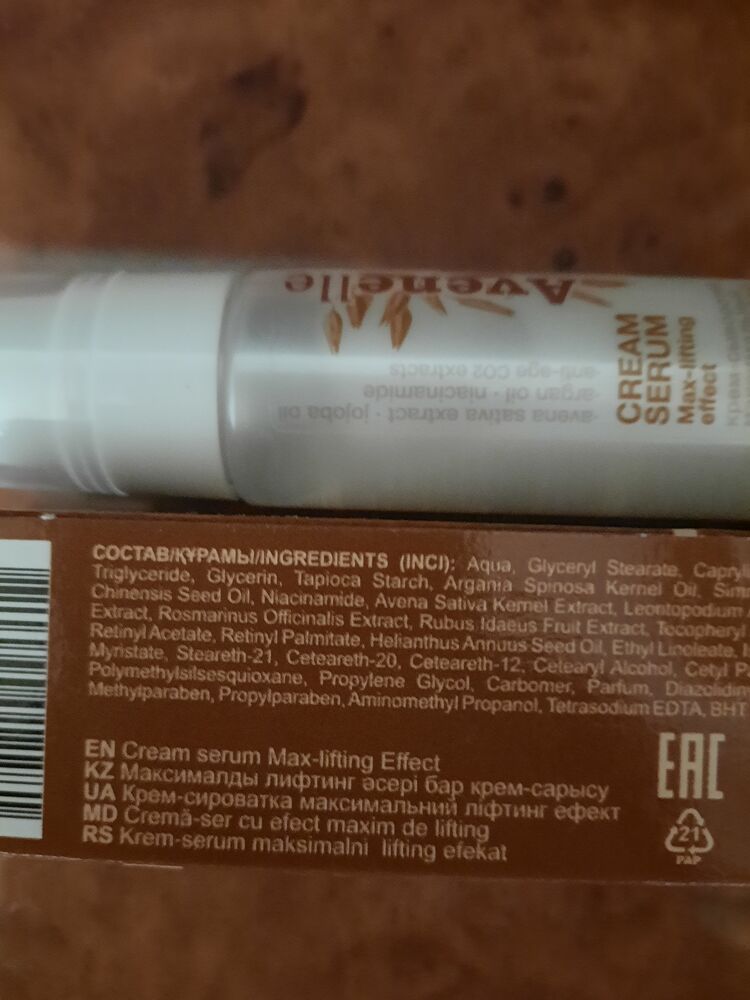 Avenelle
-avena sativa extract · jojoba oil
-argan oil · niacinamide
-anti-age CO2 extracts
CREAM
SERUM
Max-lifting
effect
СОСТАВ/ҚҰРАМЫ/INGREDIENTS (INCI): Aqua, Glyceryl Stearate,
Triglyceride, Glycerin, Tapioca Starch, Argania Spinosa Kernel Oil,
Chinensis Seed Oil, Niacinamide, Avena Sativa Kernel Extract, Leontopodium
Extract, Rosmarinus Officinalis Extract, Rubus Idaeus Fruit Extract,
Retinyl Acetate, Retinyl Palmitate, Helianthus Annuus Seed Oil, Ethyl Linoleate,
Myristate, Steareth-21, Ceteareth-20, Ceteareth-12, Cetearyl Alcohol, Cetyl
Polymethylsilsesquioxane, Propylene Glycol, Carbomer, Parfum,
Methylparaben, Propylparaben, Aminomethyl Propanol, Tetrasodium EDTA, BHT
EN Cream serum Max-lifting Effect
KZ Максималды лифтинг әсері бар крем-сарысу
UA Крем-сироватка максимальний ліфтинг ефект
MD Cremă-ser cu efect maxim de lifting
RS Krem-serum maksimalni lifting efekat
EAC
21
PAP